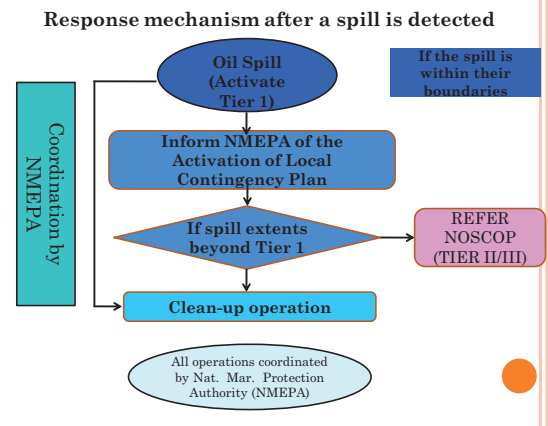 Response mechanism after a spill is detected
Oil Spill
(Activate
Tier 1)
If the spill is
within their
boundaries
Coordination by
NMEPA
Inform NMEPA of the
Activation of Local
Contingency Plan
If spill extents
beyond Tier 1
REFER
NOSCOP
(TIER II/III)
Clean-up operation
All operations coordinated
by Nat. Mar. Protection
Authority (NMEPA)